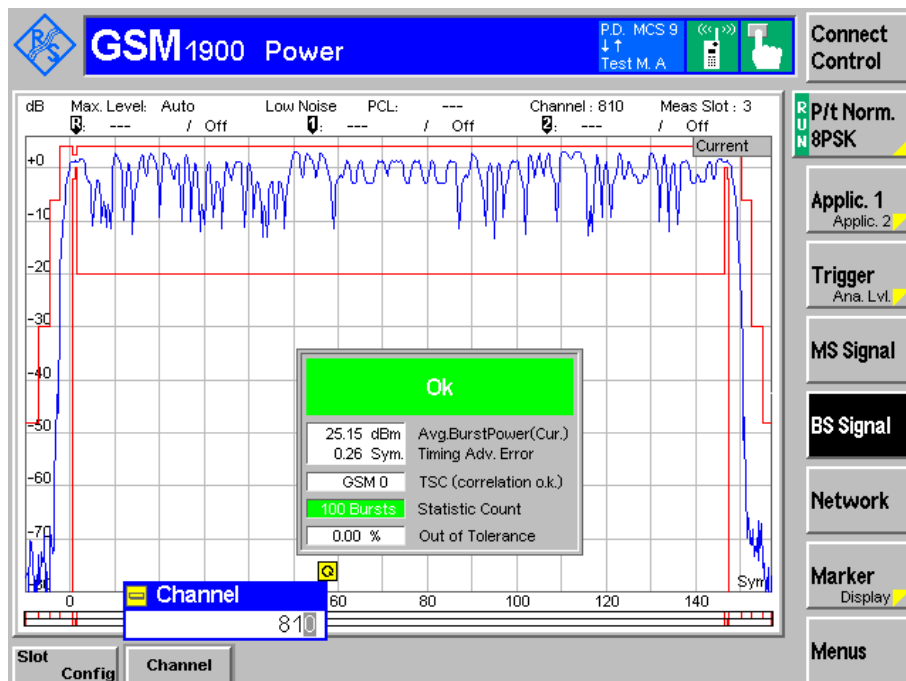 R&S
GSM 1900 Power
P.D. MCS 9
Test M. A
Connect Control
dB Max. Level: Auto Low Noise PCL: --- Channel : 810 Meas Slot : 3
R: --- / Off 1: --- / Off 2: --- / Off
Current
RUN
P/t Norm.
8PSK
Applic. 1
Applic. 2
Trigger
Ana. Lvl.
MS Signal
BS Signal
Network
Marker
Display
Menus
+0
-10
-20
-30
-40
-50
-60
-70
-80
Ok
25.15 dBm Avg.BurstPower(Cur.)
0.26 Sym. Timing Adv. Error
GSM 0 TSC (correlation o.k.)
100 Bursts Statistic Count
0.00 % Out of Tolerance
Sym
0 60 80 100 120 140
Channel
810
Slot
Config
Channel